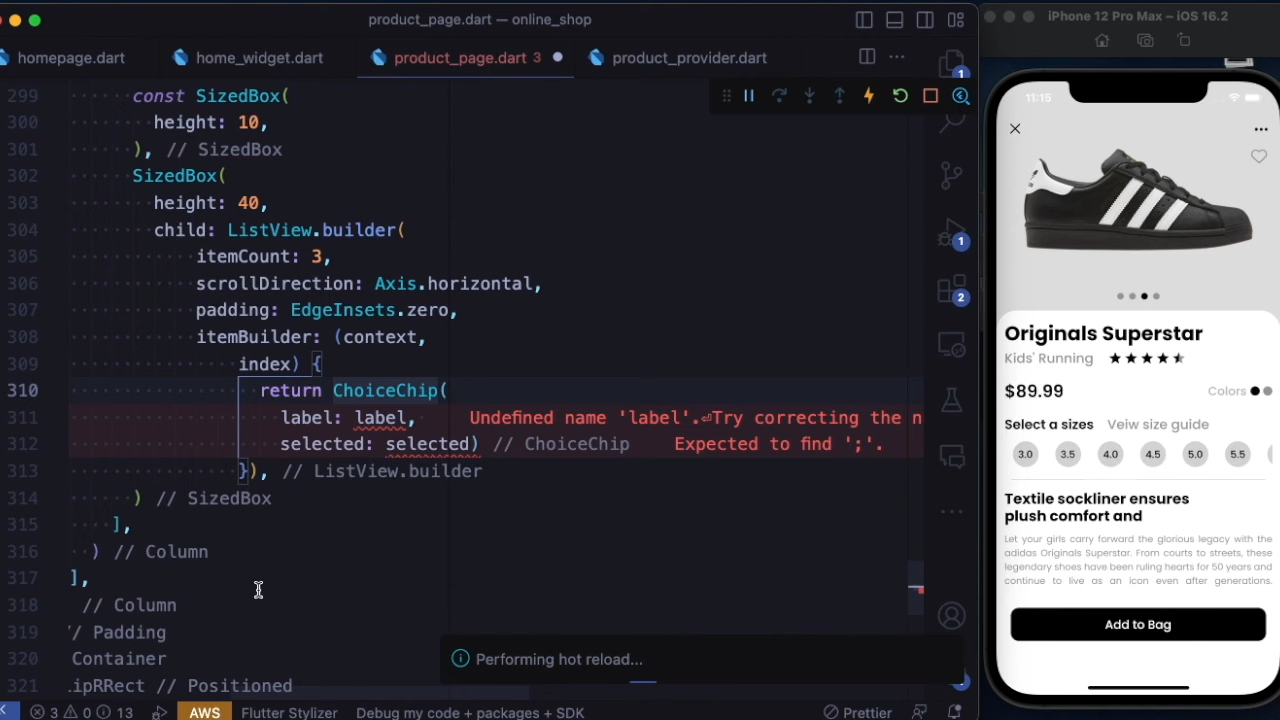 product_page.dart — online_shop
homepage.dart
home_widget.dart
product_page.dart 3
product_provider.dart
299 const SizedBox(
300 height: 10,
301 ), // SizedBox
302 SizedBox(
303 height: 40,
304 child: ListView.builder(
305 itemCount: 3,
306 scrollDirection: Axis.horizontal,
307 padding: EdgeInsets.zero,
308 itemBuilder: (context,
309 index) {
310 return ChoiceChip(
311 label: label, Undefined name 'label'.⏎Try correcting the n
312 selected: selected) // ChoiceChip Expected to find ';'.
313 }), // ListView.builder
314 ) // SizedBox
315 ],
316 ) // Column
317 ],
318 // Column
319 // Padding
320 Container
321 .ipRRect // Positioned
1
1
2
Performing hot reload...
3 0 13
AWS
Flutter Stylizer
Debug my code + packages + SDK
Prettier
iPhone 12 Pro Max – iOS 16.2
11:15
Originals Superstar
Kids' Running
$89.99
Colors
Select a sizes
Veiw size guide
3.0 3.5 4.0 4.5 5.0 5.5
Textile sockliner ensures
plush comfort and
Let your girls carry forward the glorious legacy with the
adidas Originals Superstar. From courts to streets, these
legendary shoes have been ruling hearts for 50 years and
continue to live as an icon even after generations.
Add to Bag